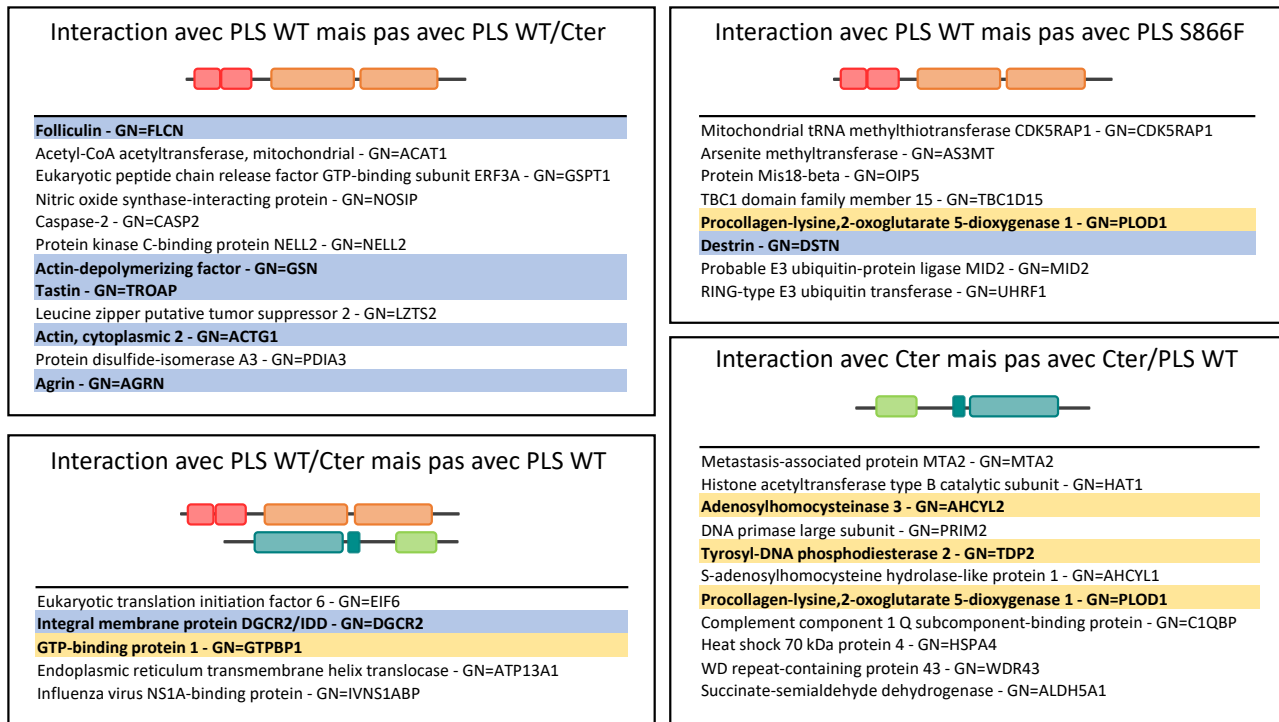 Interaction avec PLS WT mais pas avec PLS WT/Cter
Folliculin - GN=FLCN
Acetyl-CoA acetyltransferase, mitochondrial - GN=ACAT1
Eukaryotic peptide chain release factor GTP-binding subunit ERF3A - GN=GSPT1
Nitric oxide synthase-interacting protein - GN=NOSIP
Caspase-2 - GN=CASP2
Protein kinase C-binding protein NELL2 - GN=NELL2
Actin-depolymerizing factor - GN=GSN
Tastin - GN=TROAP
Leucine zipper putative tumor suppressor 2 - GN=LZTS2
Actin, cytoplasmic 2 - GN=ACTG1
Protein disulfide-isomerase A3 - GN=PDIA3
Agrin - GN=AGRN
Interaction avec PLS WT/Cter mais pas avec PLS WT
Eukaryotic translation initiation factor 6 - GN=EIF6
Integral membrane protein DGCR2/IDD - GN=DGCR2
GTP-binding protein 1 - GN=GTPBP1
Endoplasmic reticulum transmembrane helix translocase - GN=ATP13A1
Influenza virus NS1A-binding protein - GN=IVNS1ABP
Interaction avec PLS WT mais pas avec PLS S866F
Mitochondrial tRNA methylthiotransferase CDK5RAP1 - GN=CDK5RAP1
Arsenite methyltransferase - GN=AS3MT
Protein Mis18-beta - GN=OIP5
TBC1 domain family member 15 - GN=TBC1D15
Procollagen-lysine,2-oxoglutarate 5-dioxygenase 1 - GN=PLOD1
Destrin - GN=DSTN
Probable E3 ubiquitin-protein ligase MID2 - GN=MID2
RING-type E3 ubiquitin transferase - GN=UHRF1
Interaction avec Cter mais pas avec Cter/PLS WT
Metastasis-associated protein MTA2 - GN=MTA2
Histone acetyltransferase type B catalytic subunit - GN=HAT1
Adenosylhomocysteinase 3 - GN=AHCYL2
DNA primase large subunit - GN=PRIM2
Tyrosyl-DNA phosphodiesterase 2 - GN=TDP2
S-adenosylhomocysteine hydrolase-like protein 1 - GN=AHCYL1
Procollagen-lysine,2-oxoglutarate 5-dioxygenase 1 - GN=PLOD1
Complement component 1 Q subcomponent-binding protein - GN=C1QBP
Heat shock 70 kDa protein 4 - GN=HSPA4
WD repeat-containing protein 43 - GN=WDR43
Succinate-semialdehyde dehydrogenase - GN=ALDH5A1